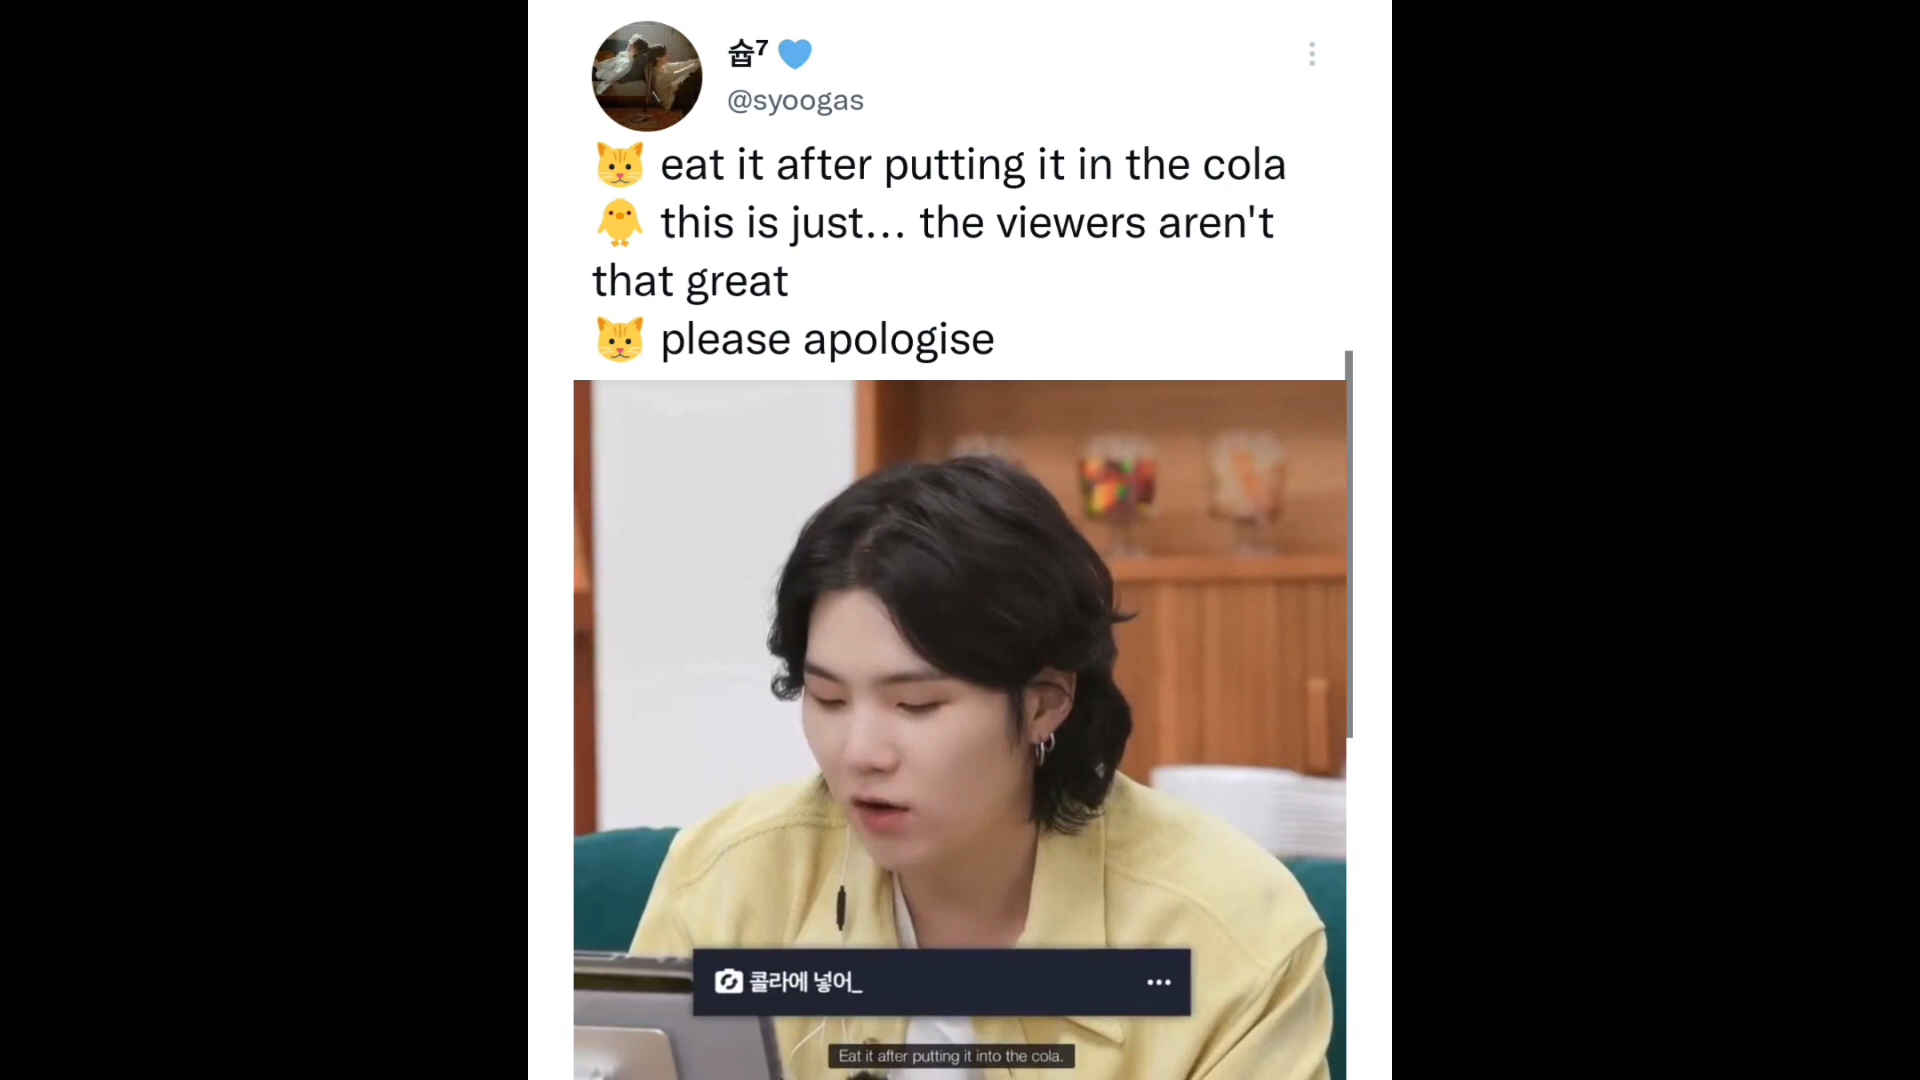 슙⁷ 💙
@syoogas
🐱 eat it after putting it in the cola
🐥 this is just... the viewers aren't
that great
🐱 please apologise
콜라에 넣어_
Eat it after putting it into the cola.